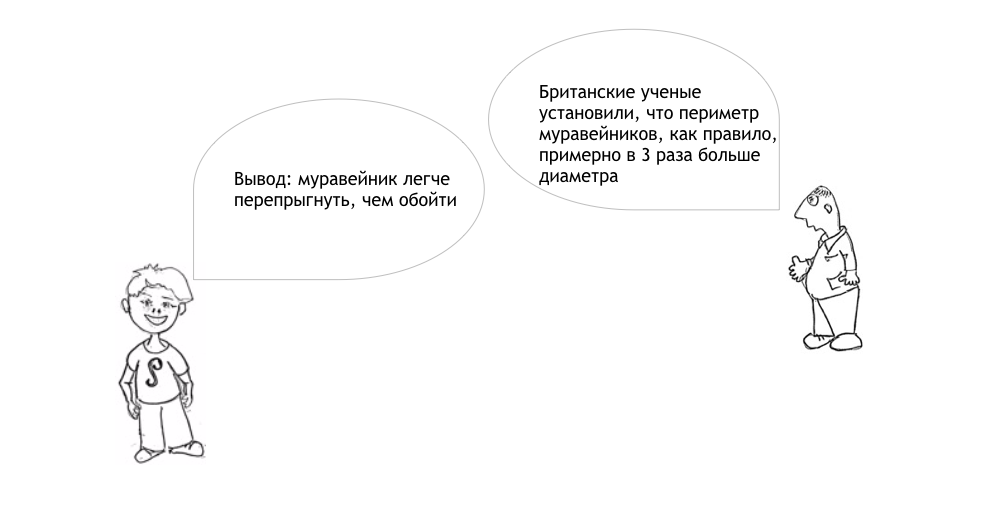 Британские ученые
установили, что периметр
муравейников, как правило,
примерно в 3 раза больше
диаметра
Вывод: муравейник легче
перепрыгнуть, чем обойти